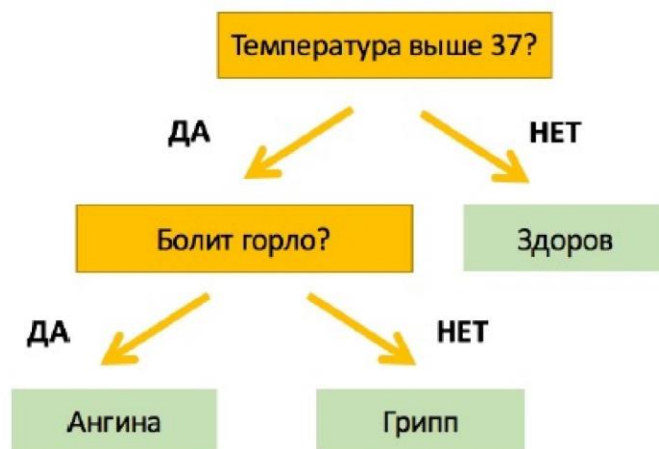 Температура выше 37?
ДА
НЕТ
Болит горло?
Здоров
ДА
НЕТ
Ангина
Грипп